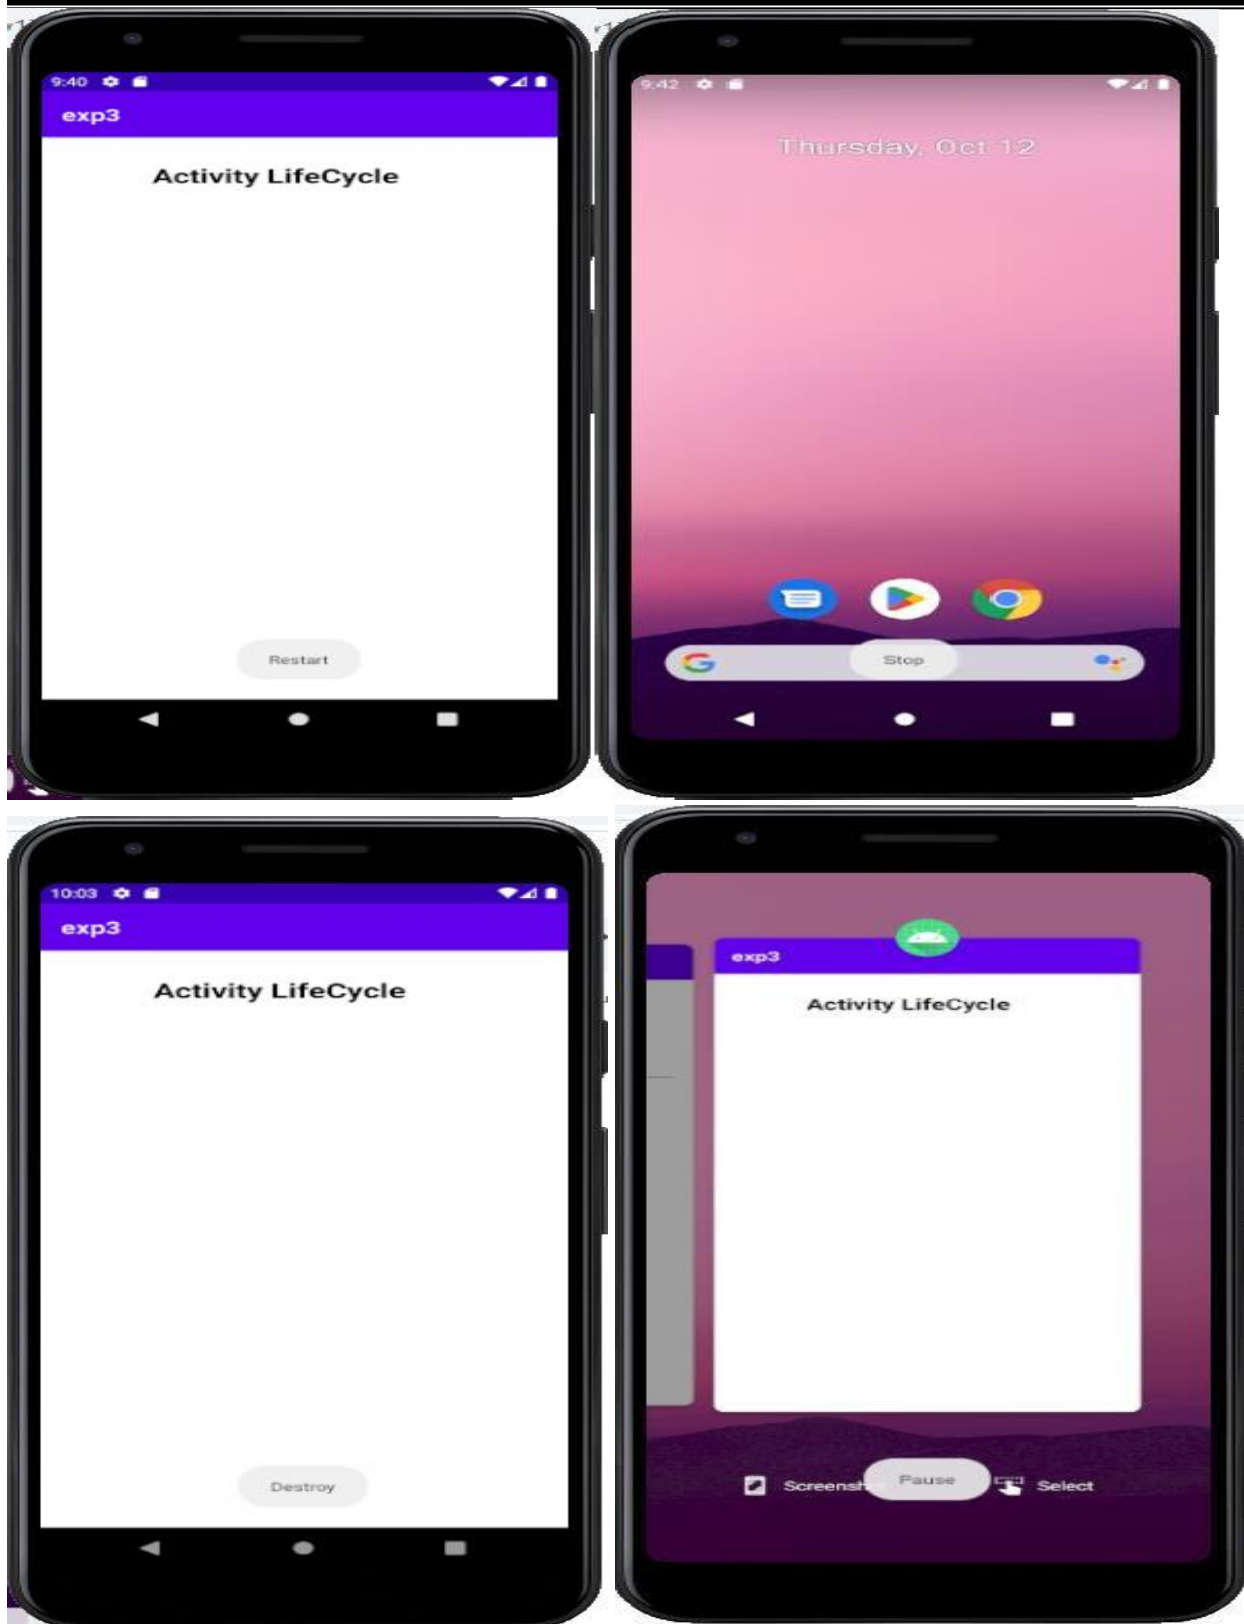 9:40
exp3
Activity LifeCycle
Restart
9:42
Thursday, Oct 12
G
Stop
10:03
exp3
Activity LifeCycle
Destroy
exp3
Activity LifeCycle
Screensh
Pause
Select